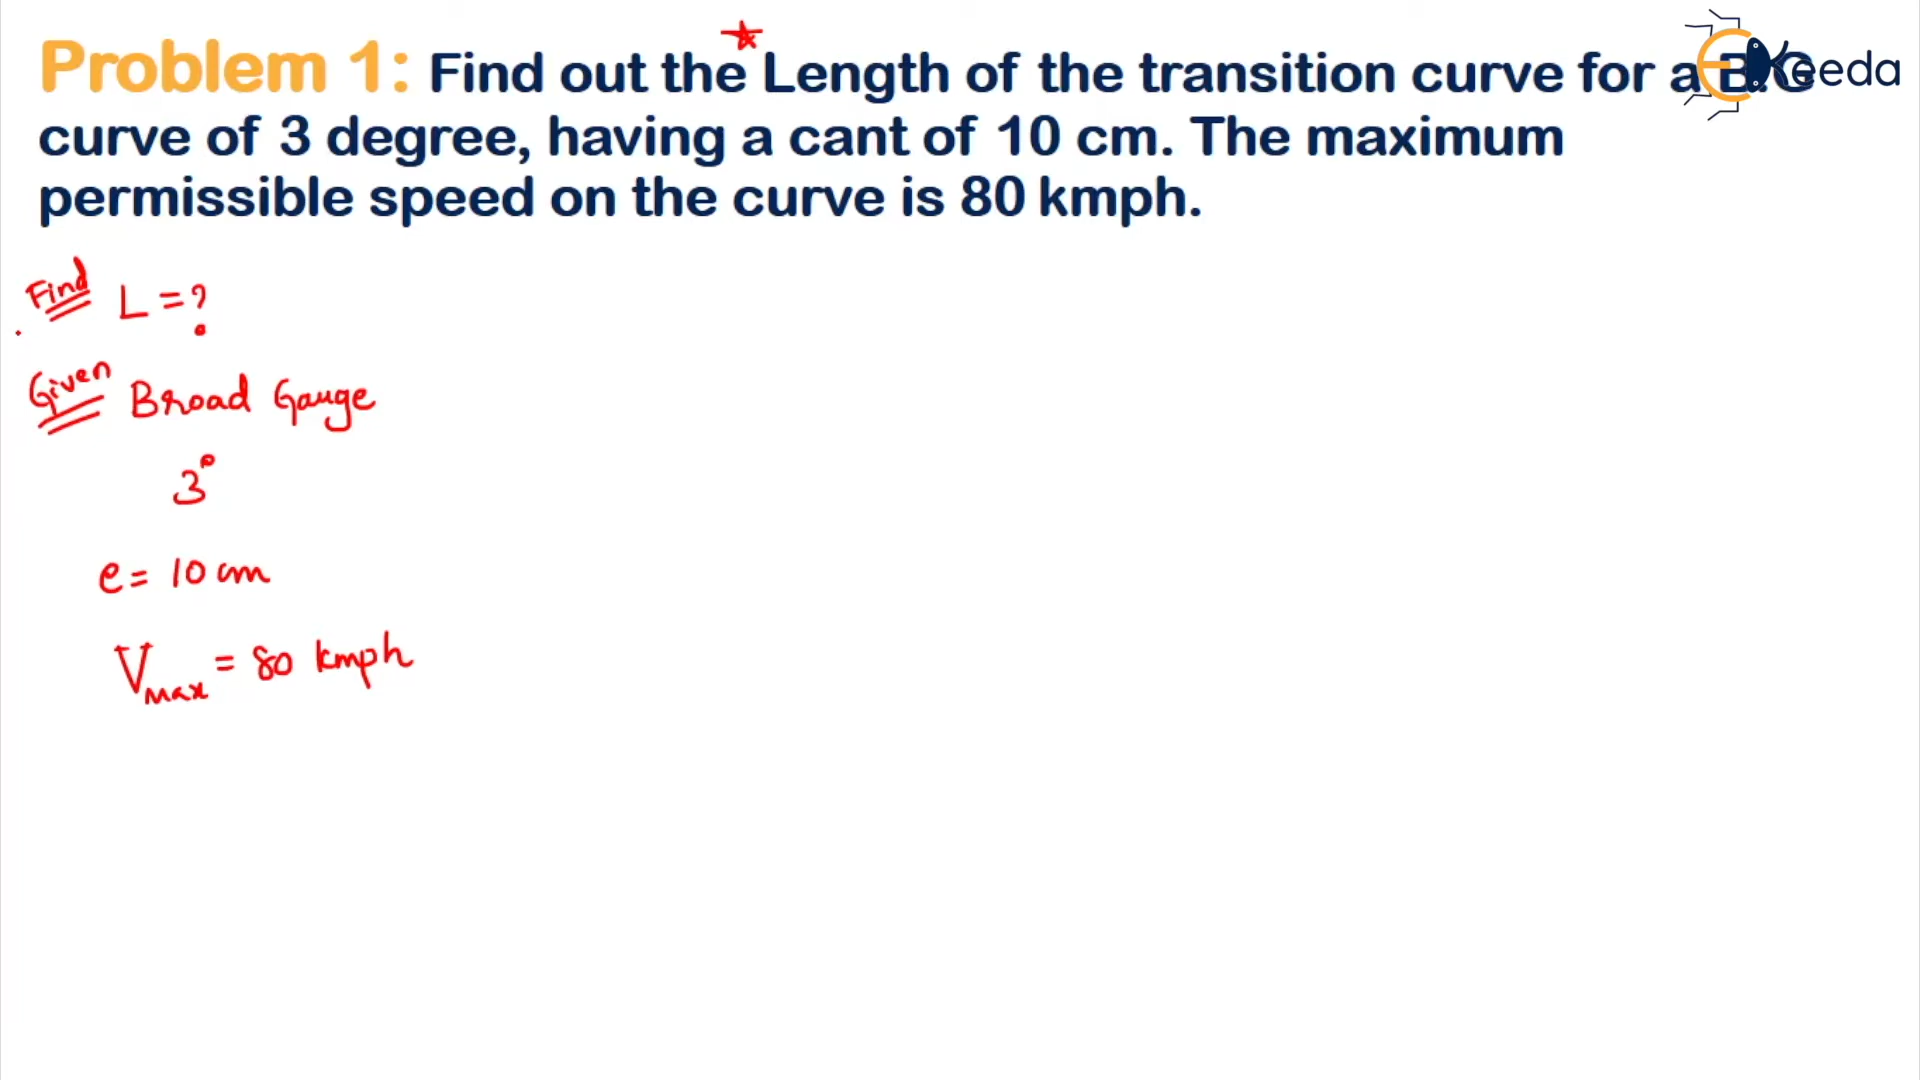 Problem 1: Find out the Length of the transition curve for a B.G
curve of 3 degree, having a cant of 10 cm. The maximum
permissible speed on the curve is 80 kmph.
Keeda
Find L = ?
Given Broad Gauge
3°
e = 10 cm
Vmax = 80 kmph